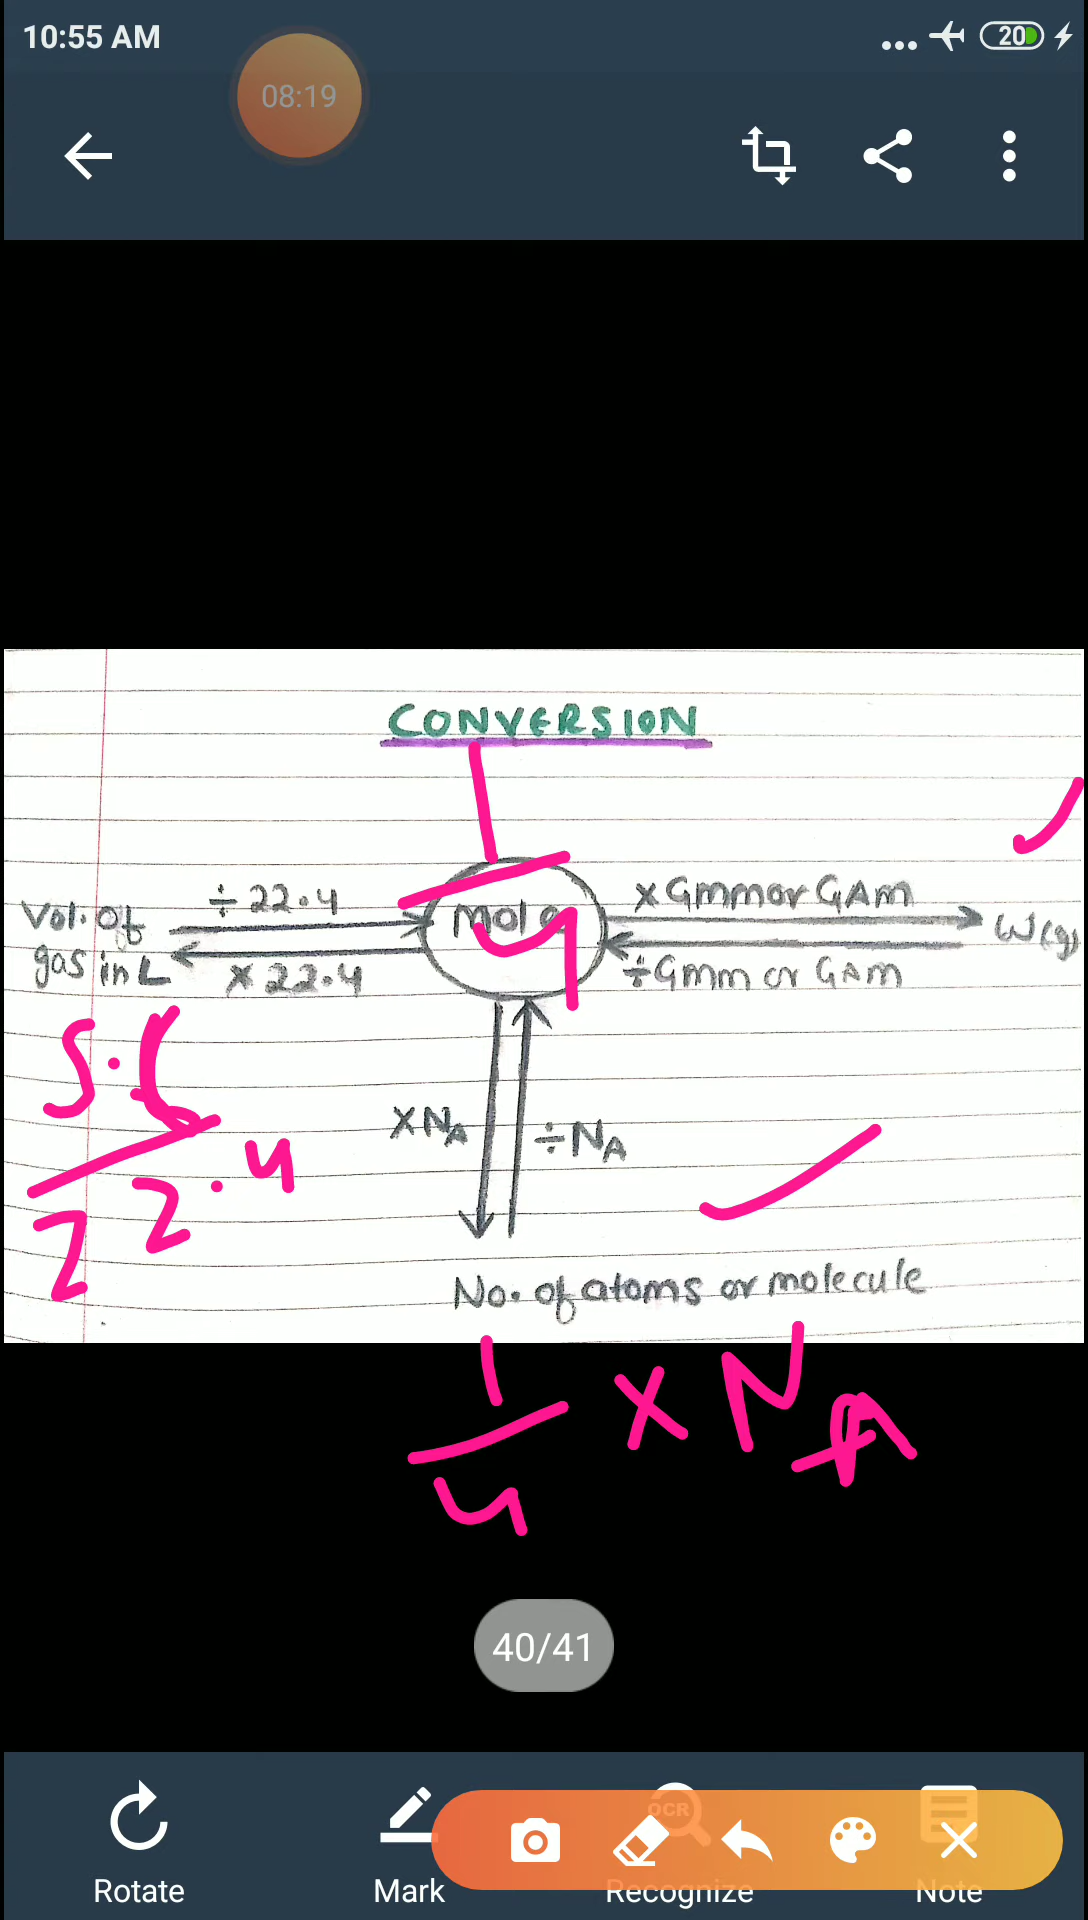 10:55 AM
20
08:19
CONVERSION
1
4
Vol. of
gas in L
÷ 22.4
× 22.4
mole
× Gmm or GAm
÷ Gmm or GAM
W(g)
5.6
22.4
× NA
÷ NA
No. of atoms or molecule
1
4
× NA
40/41
OCR
Rotate
Mark
Recognize
Note